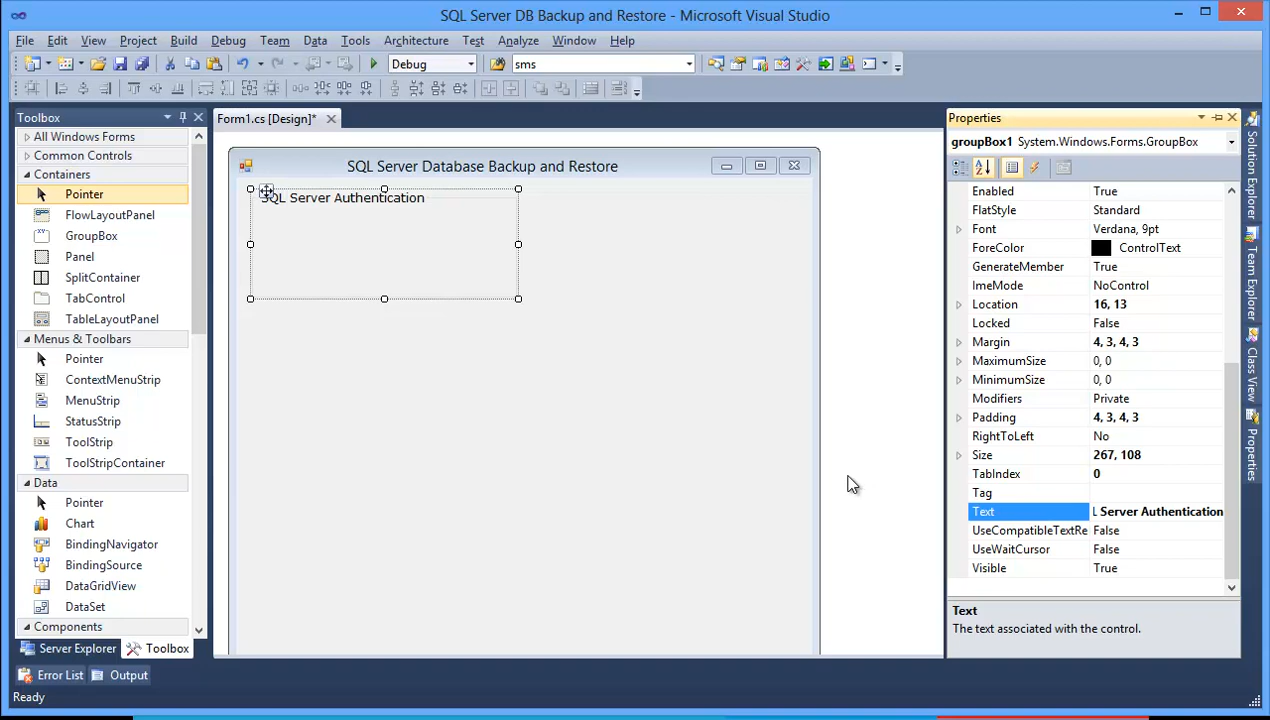 SQL Server DB Backup and Restore - Microsoft Visual Studio
File Edit View Project Build Debug Team Data Tools Architecture Test Analyze Window Help
Debug sms
Toolbox
All Windows Forms
Common Controls
Containers
Pointer
FlowLayoutPanel
GroupBox
Panel
SplitContainer
TabControl
TableLayoutPanel
Menus & Toolbars
Pointer
ContextMenuStrip
MenuStrip
StatusStrip
ToolStrip
ToolStripContainer
Data
Pointer
Chart
BindingNavigator
BindingSource
DataGridView
DataSet
Components
Server Explorer Toolbox
Form1.cs [Design]*
SQL Server Database Backup and Restore
SQL Server Authentication
Properties
groupBox1 System.Windows.Forms.GroupBox
Enabled True
FlatStyle Standard
Font Verdana, 9pt
ForeColor ControlText
GenerateMember True
ImeMode NoControl
Location 16, 13
Locked False
Margin 4, 3, 4, 3
MaximumSize 0, 0
MinimumSize 0, 0
Modifiers Private
Padding 4, 3, 4, 3
RightToLeft No
Size 267, 108
TabIndex 0
Tag
Text L Server Authentication
UseCompatibleTextRe False
UseWaitCursor False
Visible True
Text
The text associated with the control.
Solution Explorer
Team Explorer
Class View
Properties
Error List Output
Ready